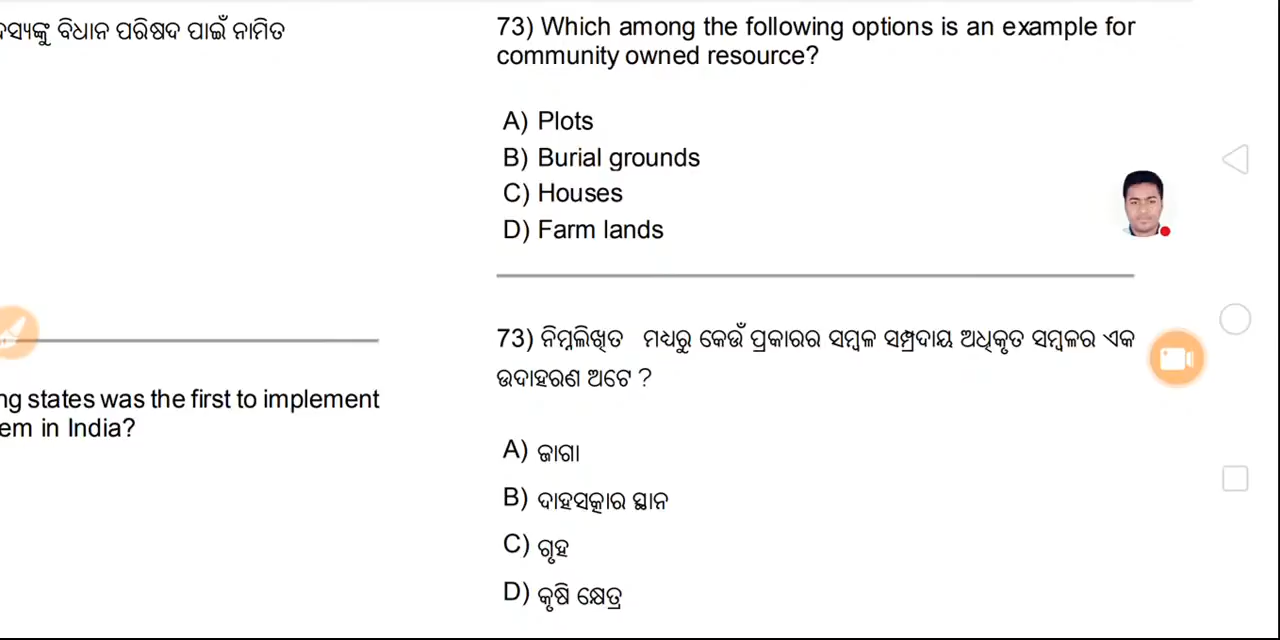 ବିଧାନ ପରିଷଦ ପାଇଁ ନାମିତ
ng states was the first to implement
em in India?
73) Which among the following options is an example for
community owned resource?
A) Plots
B) Burial grounds
C) Houses
D) Farm lands
73) ନିମ୍ନଲିଖିତ ମଧ୍ୟରୁ କେଉଁ ପ୍ରକାରର ସମ୍ବଳ ସମ୍ପ୍ରଦାୟ ଅଧିକୃତ ସମ୍ବଳର ଏକ
ଉଦାହରଣ ଅଟେ ?
A) ଜାଗା
B) ଦାହସତ୍କାର ସ୍ଥାନ
C) ଗୃହ
D) କୃଷି କ୍ଷେତ୍ର